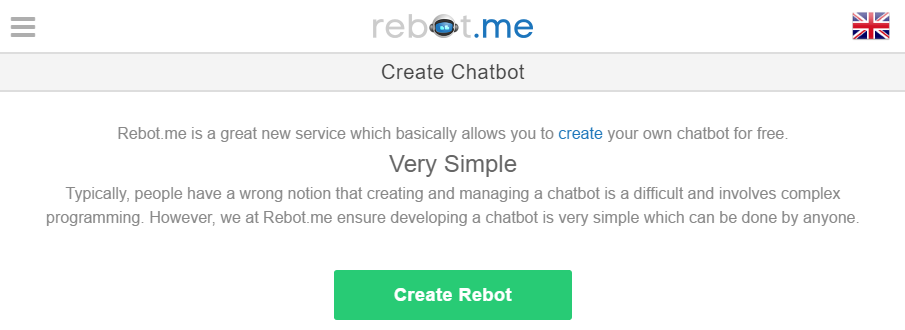 rebot.me
Create Chatbot
Rebot.me is a great new service which basically allows you to create your own chatbot for free.
Very Simple
Typically, people have a wrong notion that creating and managing a chatbot is a difficult and involves complex
programming. However, we at Rebot.me ensure developing a chatbot is very simple which can be done by anyone.
Create Rebot